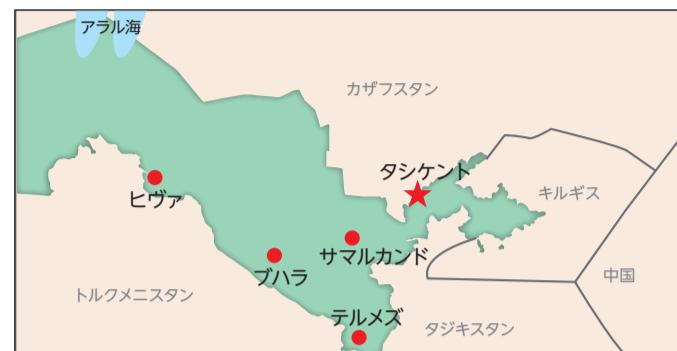 アラル海
カザフスタン
タシケント
ヒヴァ
キルギス
サマルカンド
ブハラ
中国
トルクメニスタン
テルメズ
タジキスタン